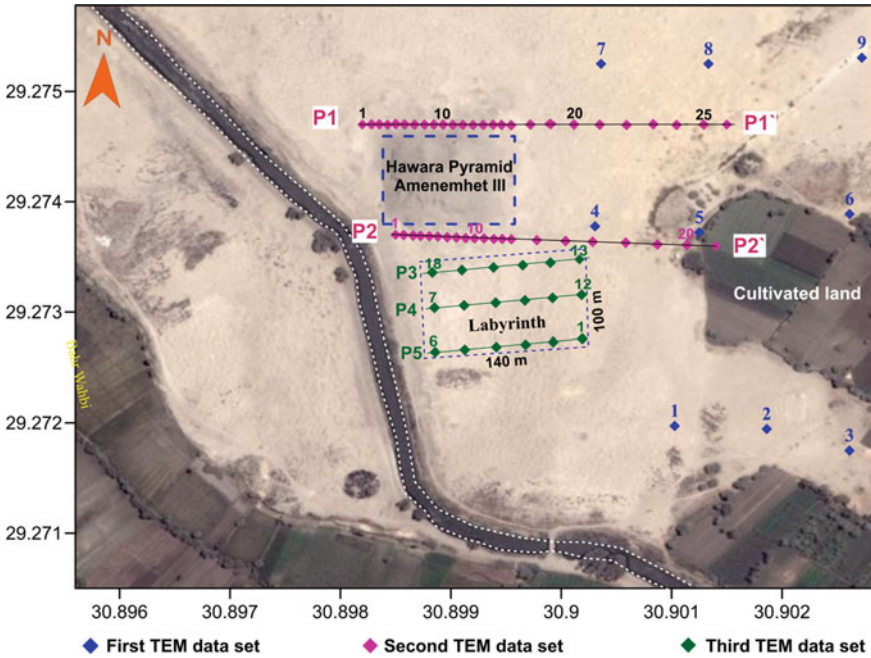 N
7
8
9
29.275
P1
1
10
20
25
P1`
Hawara Pyramid
Amenemhet III
29.274
6
4
5
P2
1
10
20
P2`
P3
18
13
Cultivated land
29.273
P4
7
12
Labyrinth
100 m
P5
6
1
140 m
Bahr Wahbi
29.272
1
2
3
29.271
30.896
30.897
30.898
30.899
30.9
30.901
30.902
First TEM data set
Second TEM data set
Third TEM data set